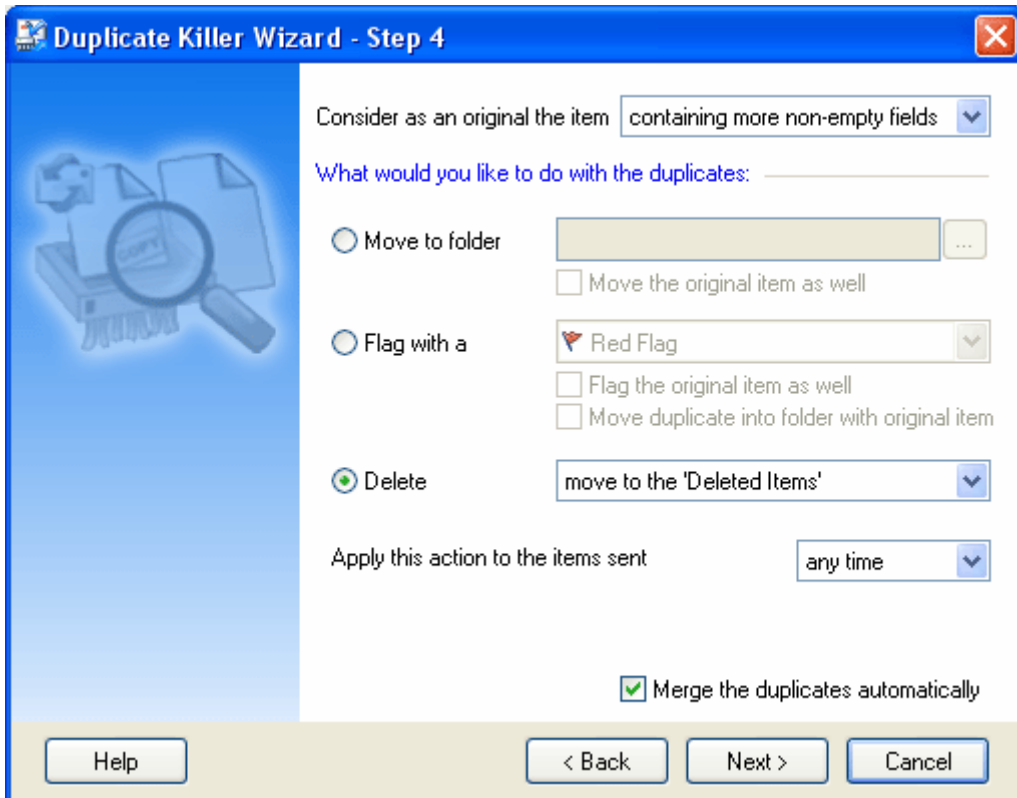 Duplicate Killer Wizard - Step 4
Consider as an original the item containing more non-empty fields
What would you like to do with the duplicates:
Move to folder ...
Move the original item as well
Flag with a Red Flag
Flag the original item as well
Move duplicate into folder with original item
Delete move to the 'Deleted Items'
Apply this action to the items sent any time
Merge the duplicates automatically
Help < Back Next > Cancel
COPY